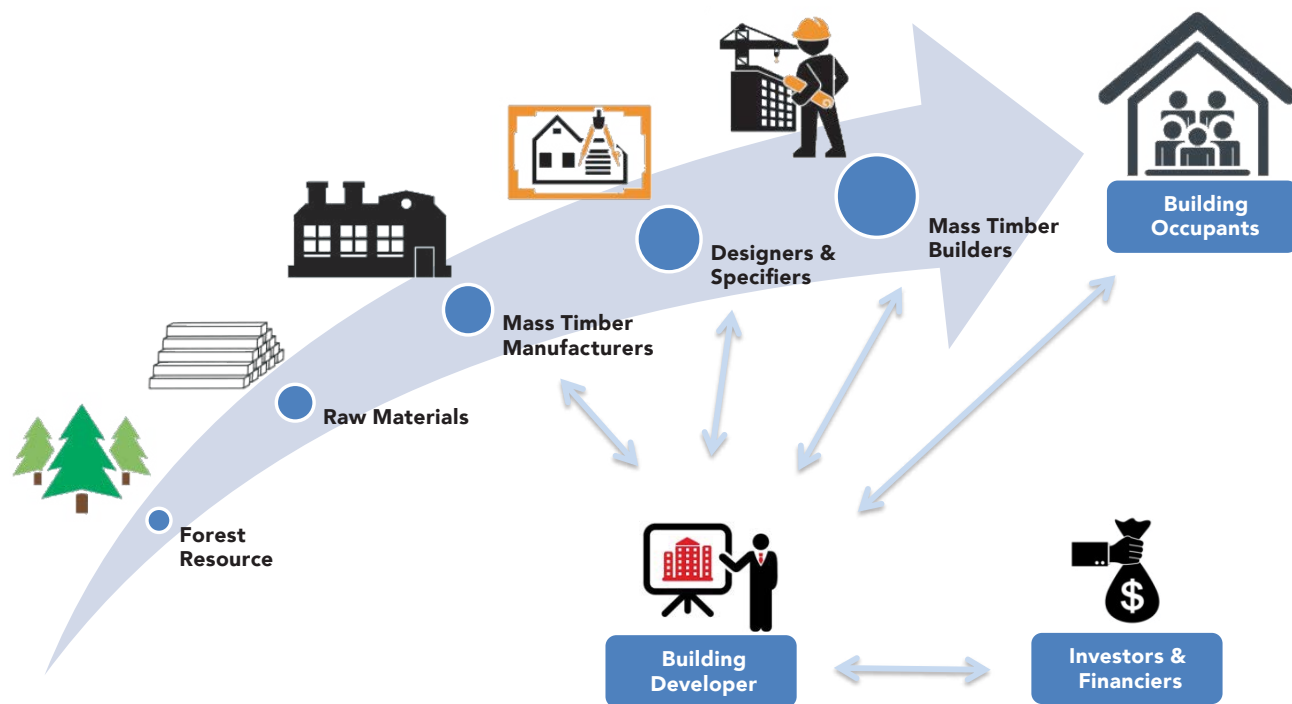 Building
Occupants
Mass Timber
Builders
Designers &
Specifiers
Mass Timber
Manufacturers
Raw Materials
Forest
Resource
$
Building
Developer
Investors &
Financiers